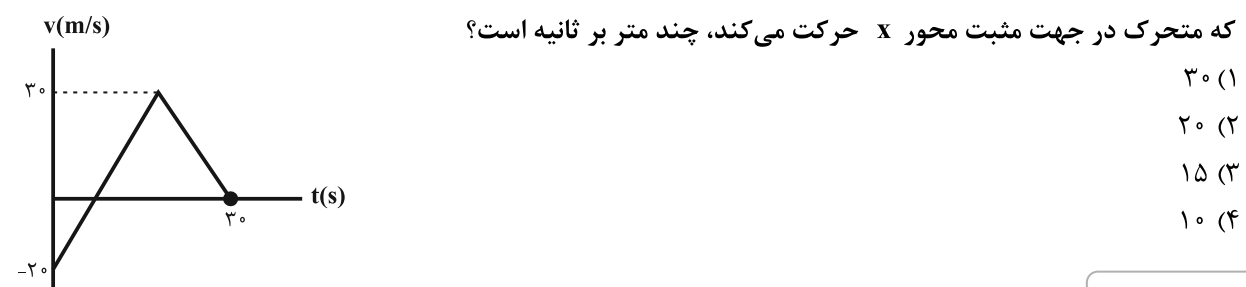 که متحرک در جهت مثبت محور x حرکت می‌کند، چند متر بر ثانیه است؟
۱) ۳۰
۲) ۲۰
۳) ۱۵
۴) ۱۰
v(m/s)
۳۰
t(s)
۳۰
–۲۰